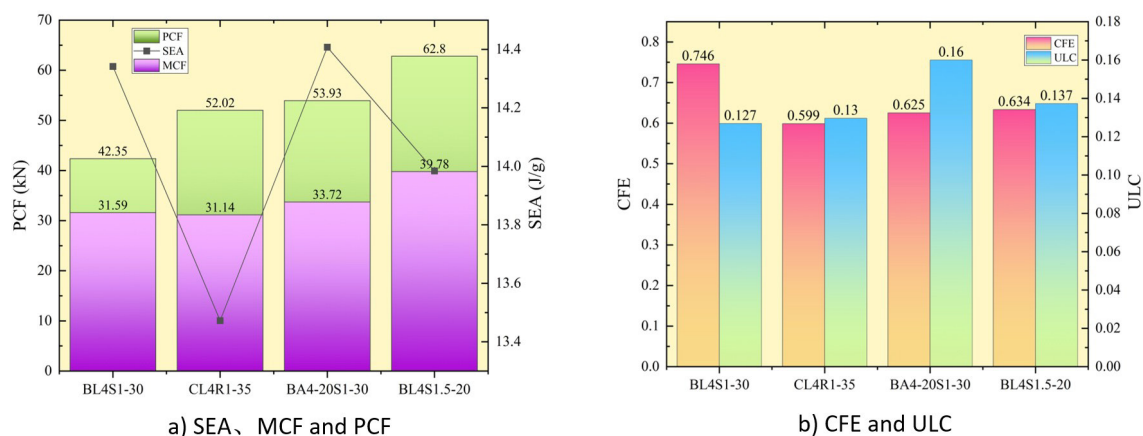 70
60
50
40
30
20
10
0
PCF (kN)
PCF
SEA
MCF
42.35
31.59
52.02
31.14
53.93
33.72
62.8
39.78
14.4
14.2
14.0
13.8
13.6
13.4
SEA (J/g)
BL4S1-30
CL4R1-35
BA4-20S1-30
BL4S1.5-20
a) SEA、MCF and PCF
0.8
0.7
0.6
0.5
0.4
0.3
0.2
0.1
0.0
CFE
CFE
ULC
0.746
0.127
0.599
0.13
0.625
0.16
0.634
0.137
0.18
0.16
0.14
0.12
0.10
0.08
0.06
0.04
0.02
0.00
ULC
BL4S1-30
CL4R1-35
BA4-20S1-30
BL4S1.5-20
b) CFE and ULC